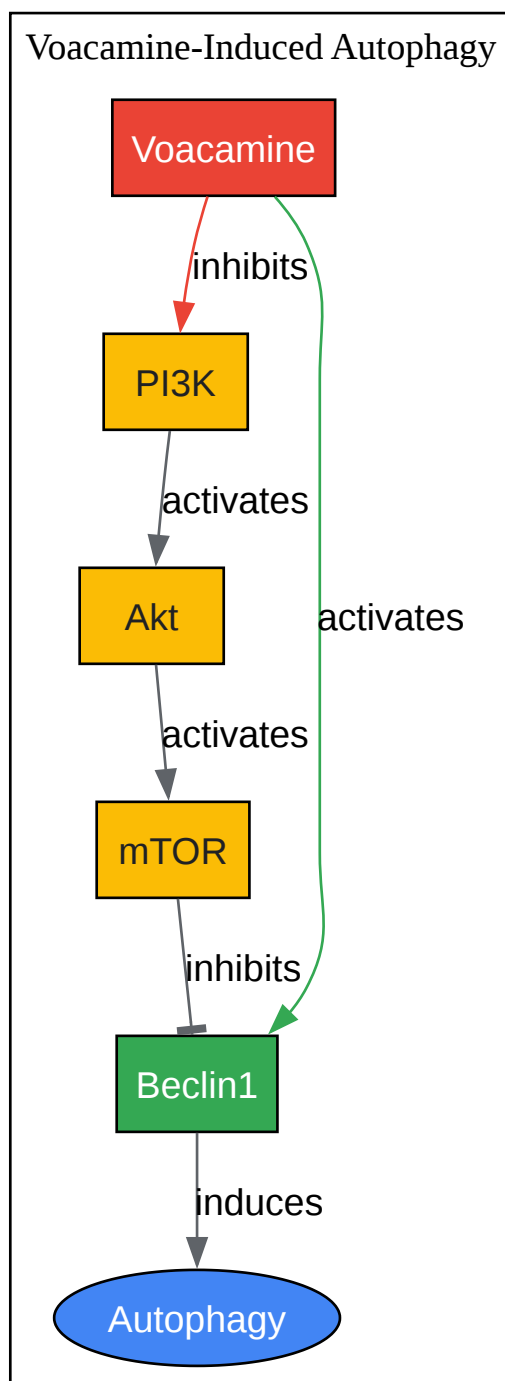 Voacamine-Induced Autophagy
Voacamine
inhibits
PI3K
activates
Akt
activates
activates
mTOR
inhibits
Beclin1
induces
Autophagy